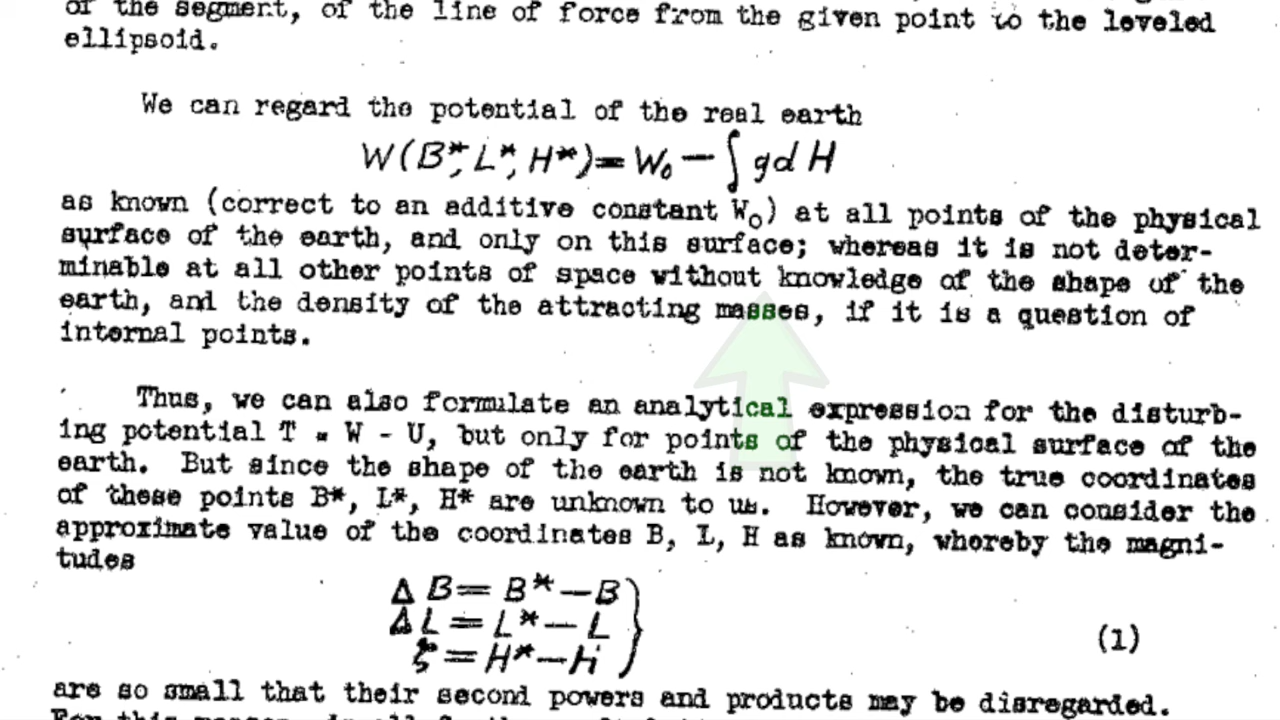 of the segment, of the line of force from the given point to the leveled
ellipsoid.
We can regard the potential of the real earth
W(B*, L*, H*) = W₀ − ∫ g d H
as known (correct to an additive constant W₀) at all points of the physical
surface of the earth, and only on this surface; whereas it is not deter-
minable at all other points of space without knowledge of the shape of the
earth, and the density of the attracting masses, if it is a question of
internal points.
Thus, we can also formulate an analytical expression for the disturb-
ing potential T = W - U, but only for points of the physical surface of the
earth. But since the shape of the earth is not known, the true coordinates
of these points B*, L*, H* are unknown to us. However, we can consider the
approximate value of the coordinates B, L, H as known, whereby the magni-
tudes
Δ B = B* − B
Δ L = L* − L
ζ = H* − H
(1)
are so small that their second powers and products may be disregarded.
For this reason, in all